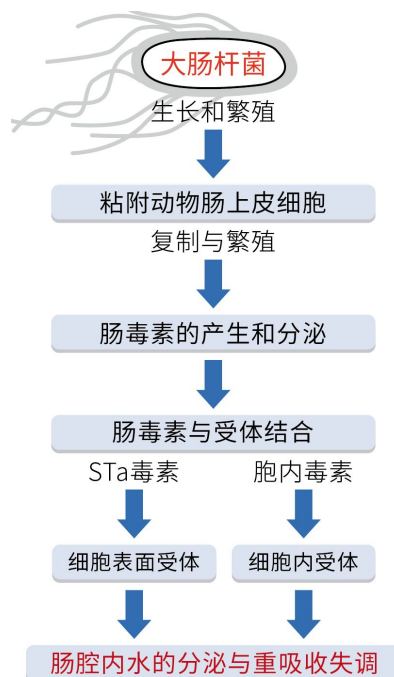 大肠杆菌
生长和繁殖
粘附动物肠上皮细胞
复制与繁殖
肠毒素的产生和分泌
肠毒素与受体结合
STa毒素 胞内毒素
细胞表面受体 细胞内受体
肠腔内水的分泌与重吸收失调